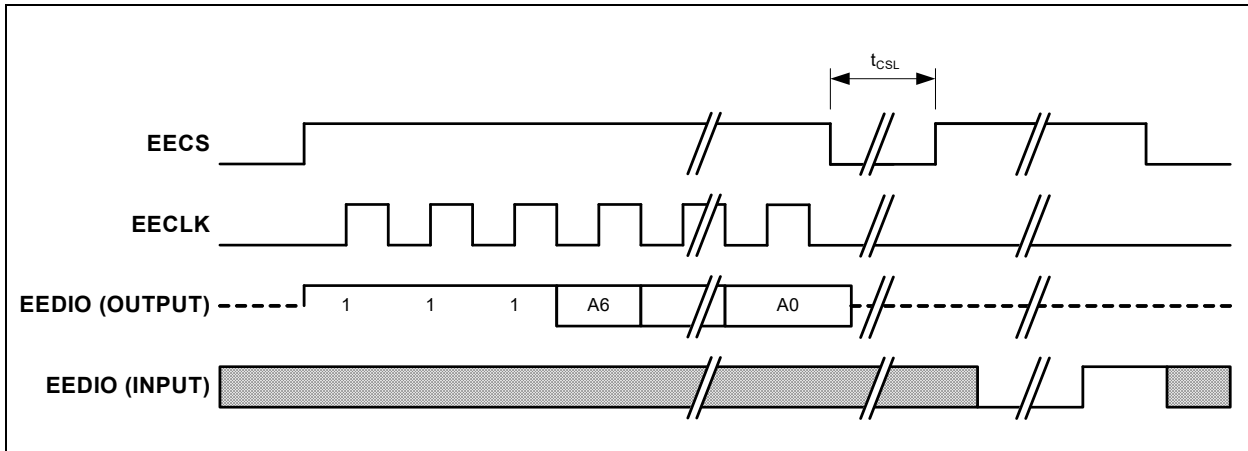 tCSL
EECS
EECLK
EEDIO (OUTPUT)
1 1 1 A6 A0
EEDIO (INPUT)